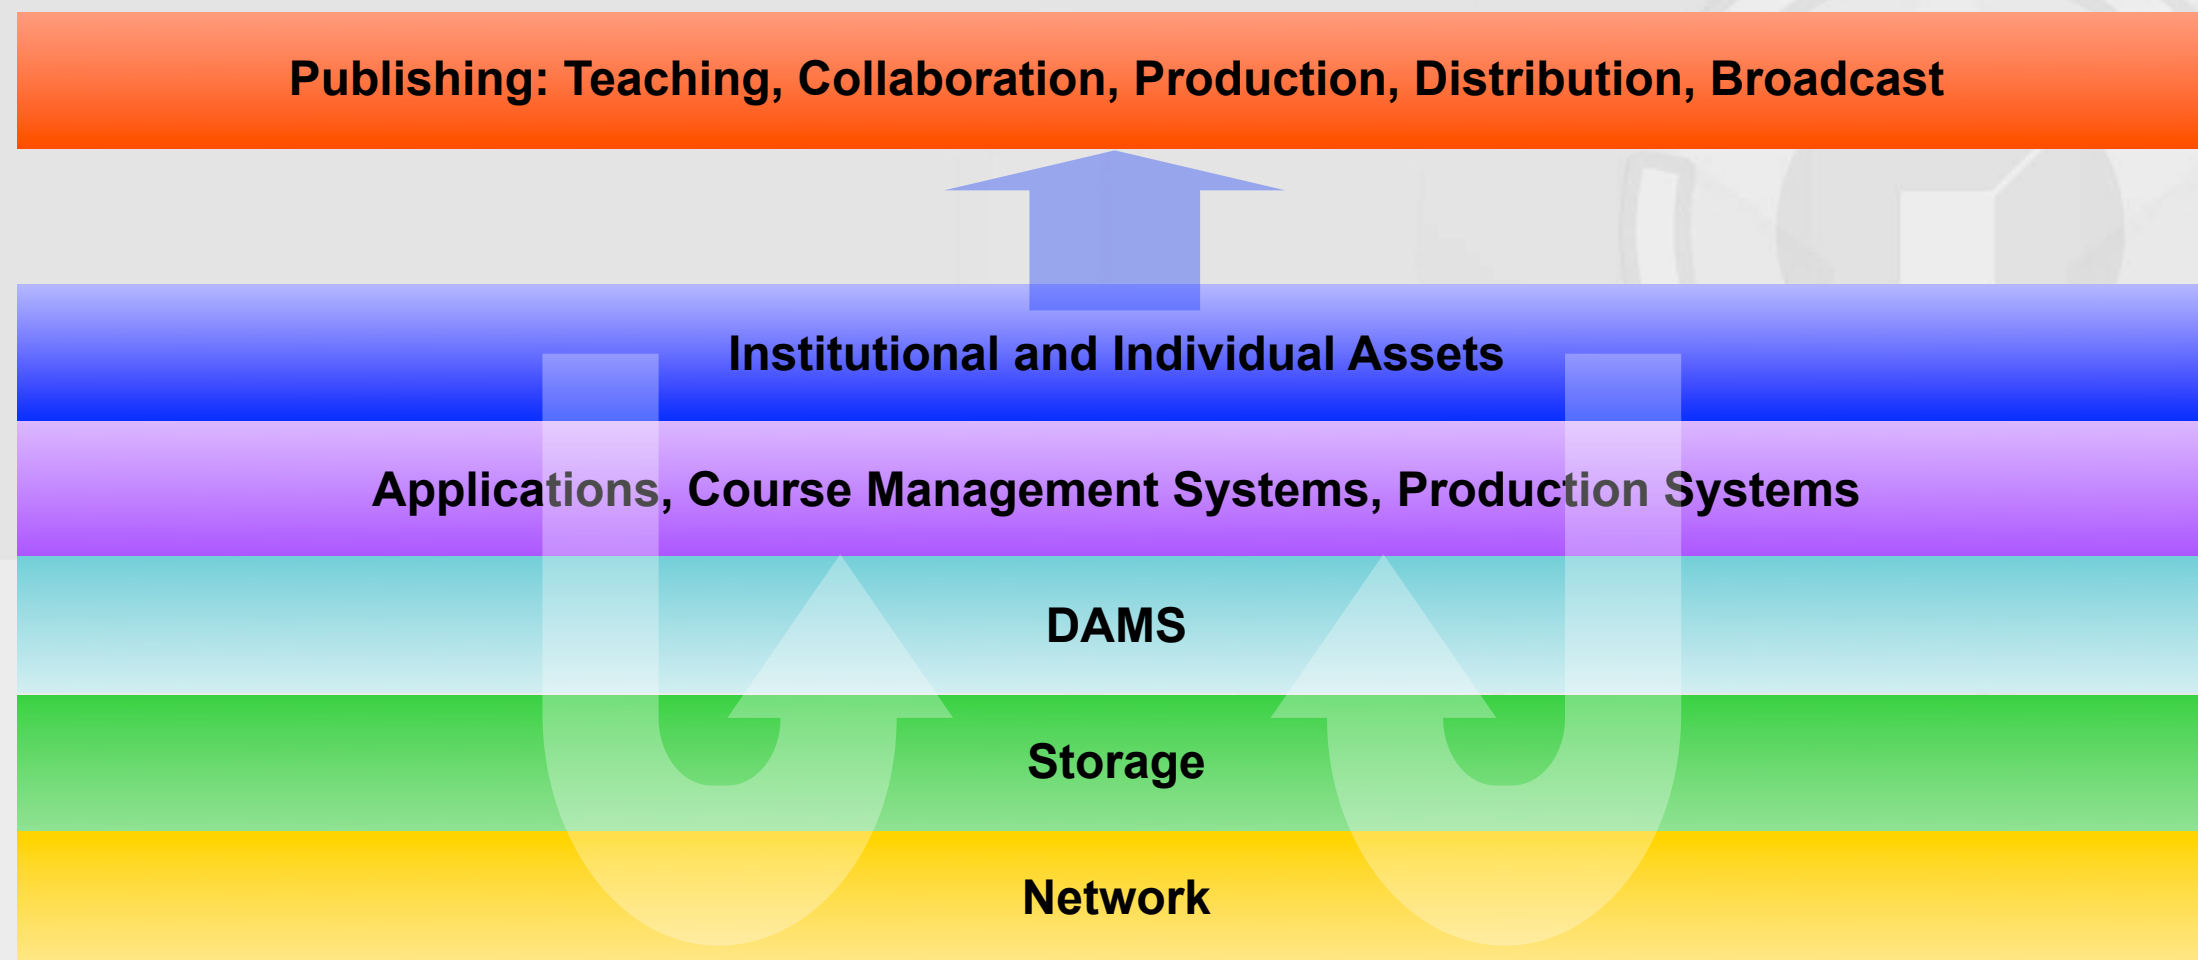 Publishing: Teaching, Collaboration, Production, Distribution, Broadcast
Institutional and Individual Assets
Applications, Course Management Systems, Production Systems
DAMS
Storage
Network